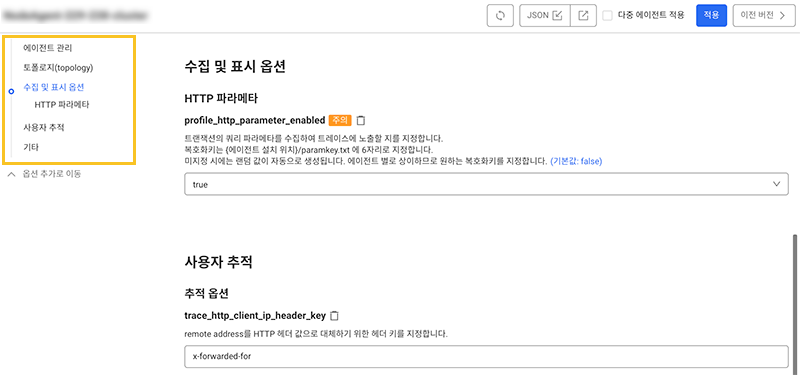 JSON
다중 에이전트 적용
적용
이전 버전
에이전트 관리
토폴로지(topology)
수집 및 표시 옵션
HTTP 파라메타
사용자 추적
기타
옵션 추가로 이동
수집 및 표시 옵션
HTTP 파라메타
profile_http_parameter_enabled 주의
트랜잭션의 쿼리 파라메타를 수집하여 트레이스에 노출할 지를 지정합니다.
복호화키는 {에이전트 설치 위치}/paramkey.txt 에 6자리로 지정합니다.
미지정 시에는 랜덤 값이 자동으로 생성됩니다. 에이전트 별로 상이하므로 원하는 복호화키를 지정합니다. (기본값: false)
true
사용자 추적
추적 옵션
trace_http_client_ip_header_key
remote address를 HTTP 헤더 값으로 대체하기 위한 헤더 키를 지정합니다.
x-forwarded-for